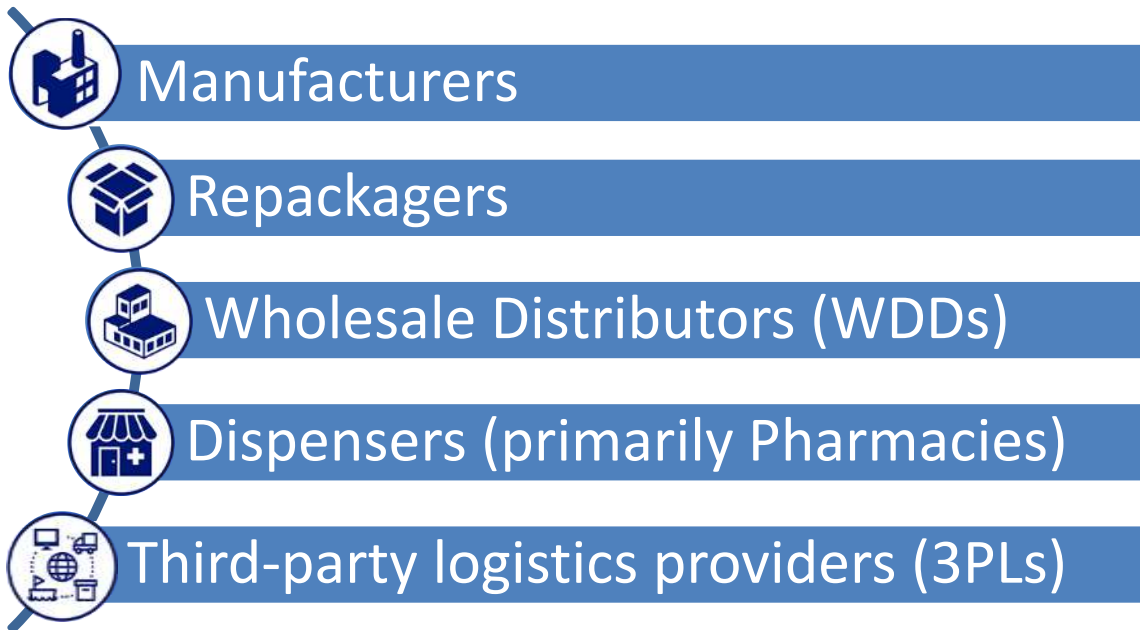 Manufacturers
Repackagers
Wholesale Distributors (WDDs)
Dispensers (primarily Pharmacies)
Third-party logistics providers (3PLs)